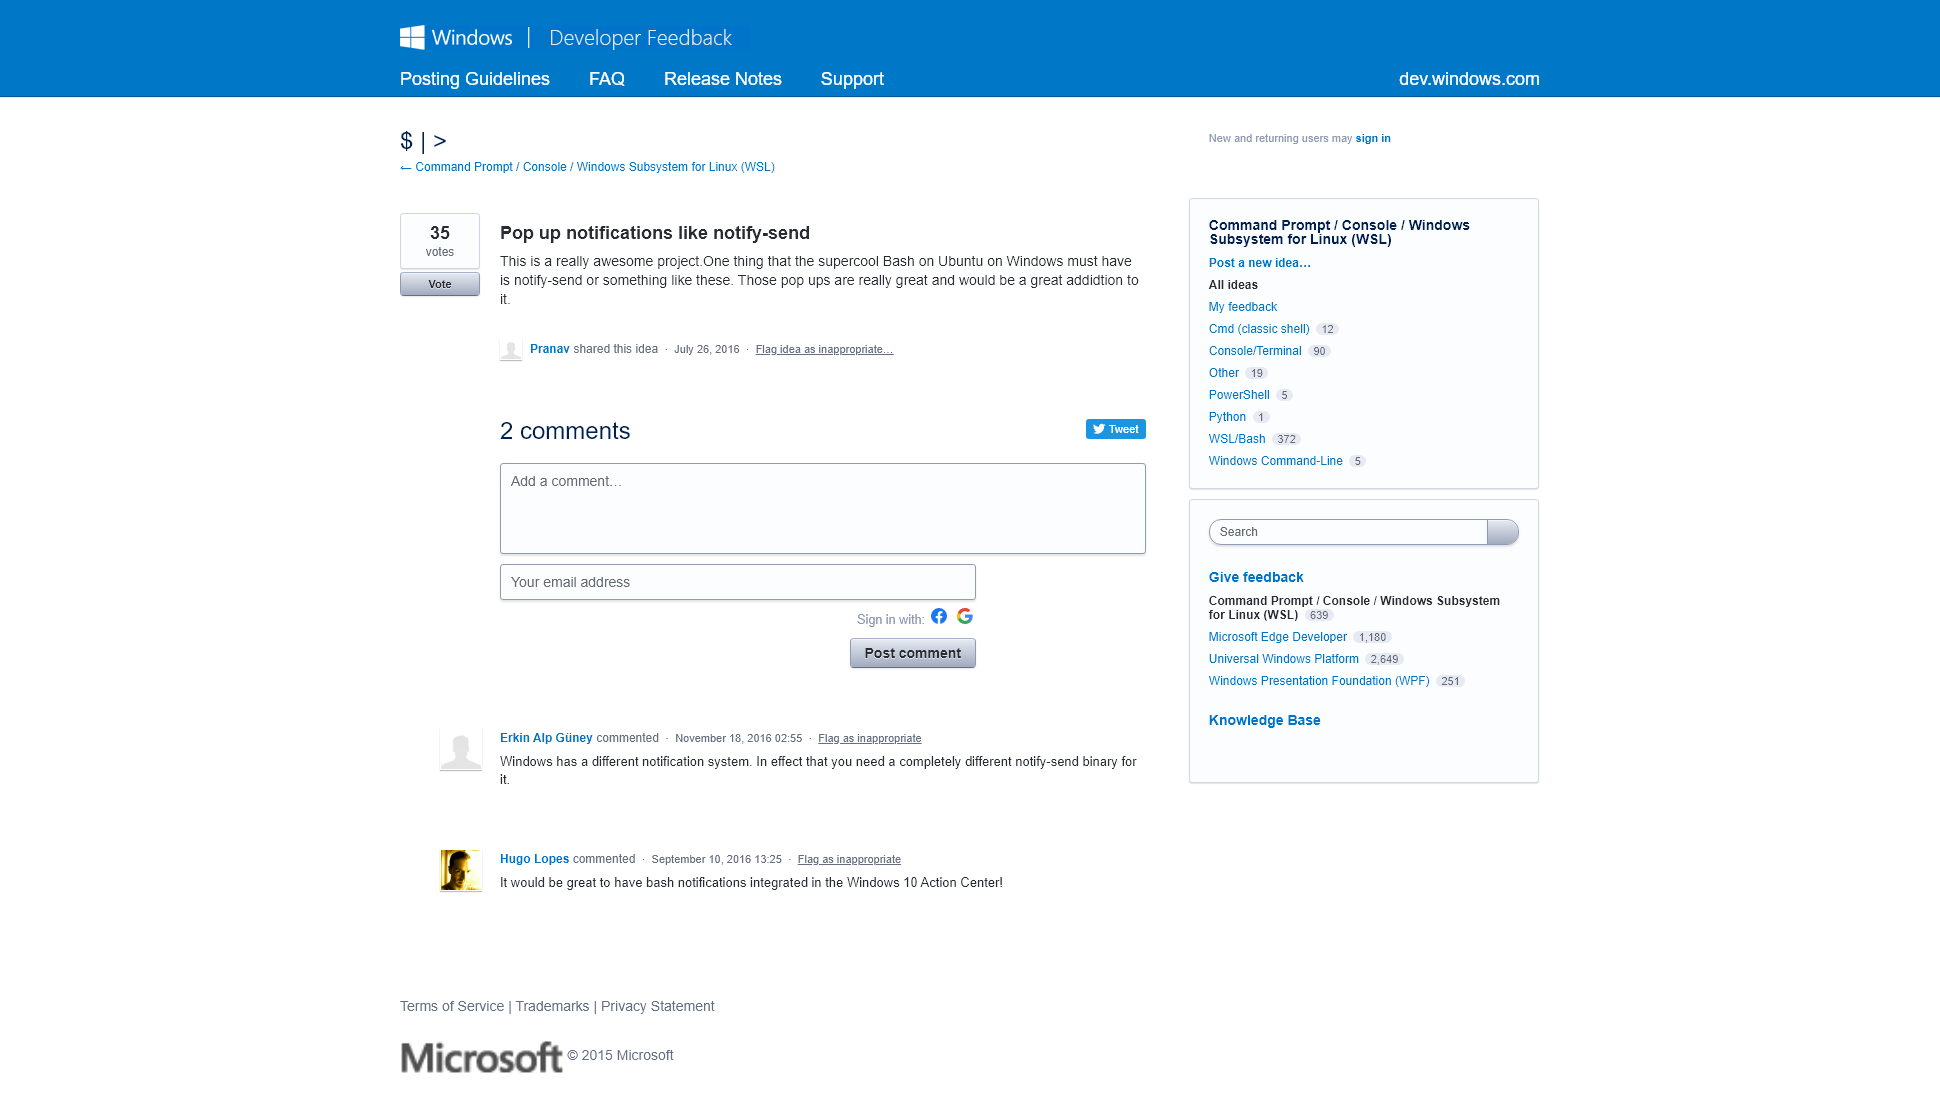 Windows | Developer Feedback
Posting Guidelines FAQ Release Notes Support dev.windows.com
$ | >
← Command Prompt / Console / Windows Subsystem for Linux (WSL)
New and returning users may sign in
35
votes
Vote
Pop up notifications like notify-send
This is a really awesome project.One thing that the supercool Bash on Ubuntu on Windows must have
is notify-send or something like these. Those pop ups are really great and would be a great addidtion to
it.
Pranav shared this idea · July 26, 2016 · Flag idea as inappropriate…
2 comments
Tweet
Add a comment…
Your email address
Sign in with:
Post comment
Erkin Alp Güney commented · November 18, 2016 02:55 · Flag as inappropriate
Windows has a different notification system. In effect that you need a completely different notify-send binary for
it.
Hugo Lopes commented · September 10, 2016 13:25 · Flag as inappropriate
It would be great to have bash notifications integrated in the Windows 10 Action Center!
Command Prompt / Console / Windows
Subsystem for Linux (WSL)
Post a new idea…
All ideas
My feedback
Cmd (classic shell) 12
Console/Terminal 90
Other 19
PowerShell 5
Python 1
WSL/Bash 372
Windows Command-Line 5
Search
Give feedback
Command Prompt / Console / Windows Subsystem
for Linux (WSL) 639
Microsoft Edge Developer 1,180
Universal Windows Platform 2,649
Windows Presentation Foundation (WPF) 251
Knowledge Base
Terms of Service | Trademarks | Privacy Statement
Microsoft © 2015 Microsoft